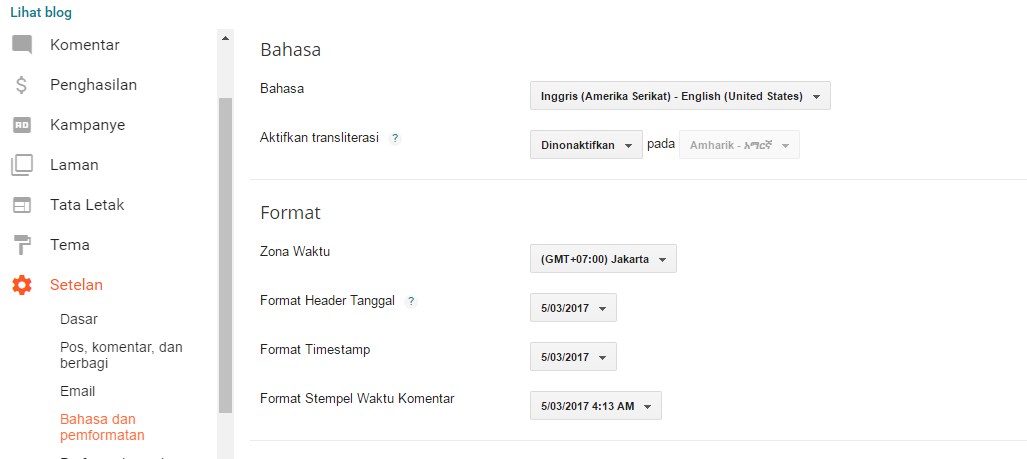 Lihat blog
Komentar
Penghasilan
Kampanye
Laman
Tata Letak
Tema
Setelan
Dasar
Pos, komentar, dan
berbagi
Email
Bahasa dan
pemformatan
Bahasa
Bahasa Inggris (Amerika Serikat) - English (United States)
Aktifkan transliterasi ? Dinonaktifkan pada Amharik - አማርኛ
Format
Zona Waktu (GMT+07:00) Jakarta
Format Header Tanggal ? 5/03/2017
Format Timestamp 5/03/2017
Format Stempel Waktu Komentar 5/03/2017 4:13 AM